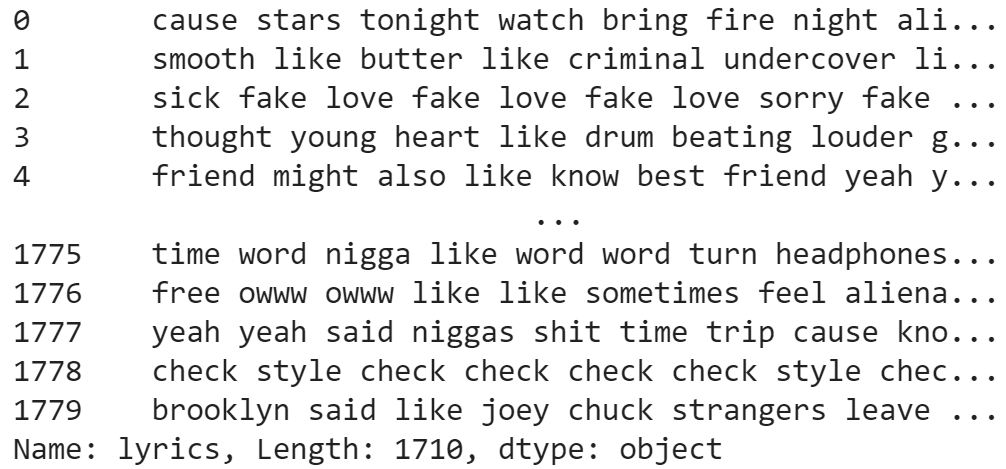 0       cause stars tonight watch bring fire night ali...
1       smooth like butter like criminal undercover li...
2       sick fake love fake love fake love sorry fake ...
3       thought young heart like drum beating louder g...
4       friend might also like know best friend yeah y...
                              ...
1775    time word nigga like word word turn headphones...
1776    free owww owww like like sometimes feel aliena...
1777    yeah yeah said niggas shit time trip cause kno...
1778    check style check check check check style chec...
1779    brooklyn said like joey chuck strangers leave ...
Name: lyrics, Length: 1710, dtype: object